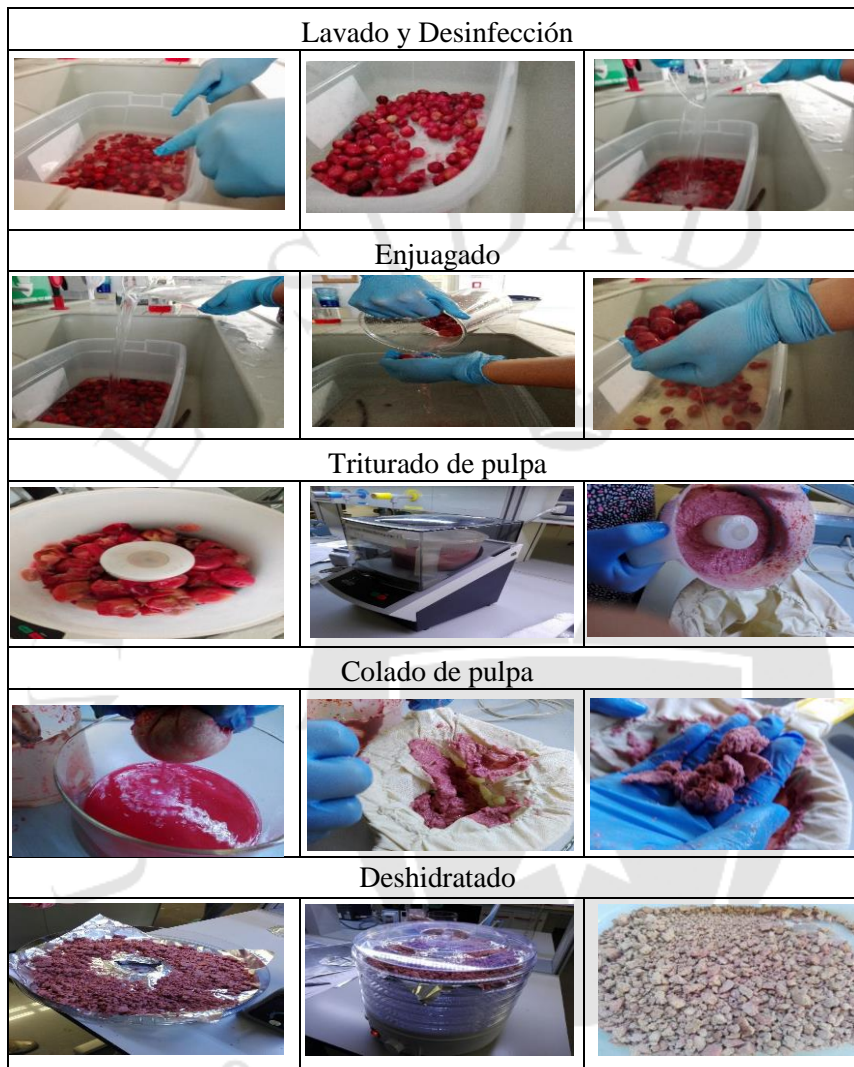 Lavado y Desinfección
Enjuagado
Triturado de pulpa
Colado de pulpa
Deshidratado